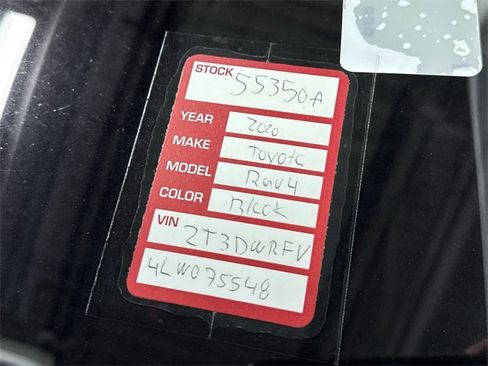 STOCK 55350A
YEAR 2020
MAKE Toyota
MODEL Rav4
COLOR Black
VIN 2T3DWRFV
4LW075548